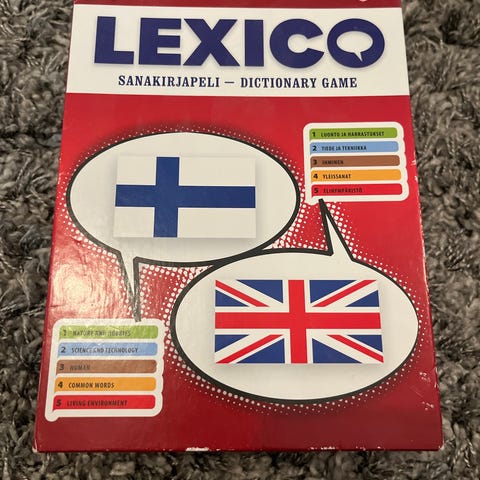 LEXICO
SANAKIRJAPELI — DICTIONARY GAME
1 LUONTO JA HARRASTUKSET
2 TIEDE JA TEKNIIKKA
3 IHMINEN
4 YLEISSANAT
5 ELINYMPÄRISTÖ
1 NATURE AND HOBBIES
2 SCIENCE AND TECHNOLOGY
3 HUMAN
4 COMMON WORDS
5 LIVING ENVIRONMENT